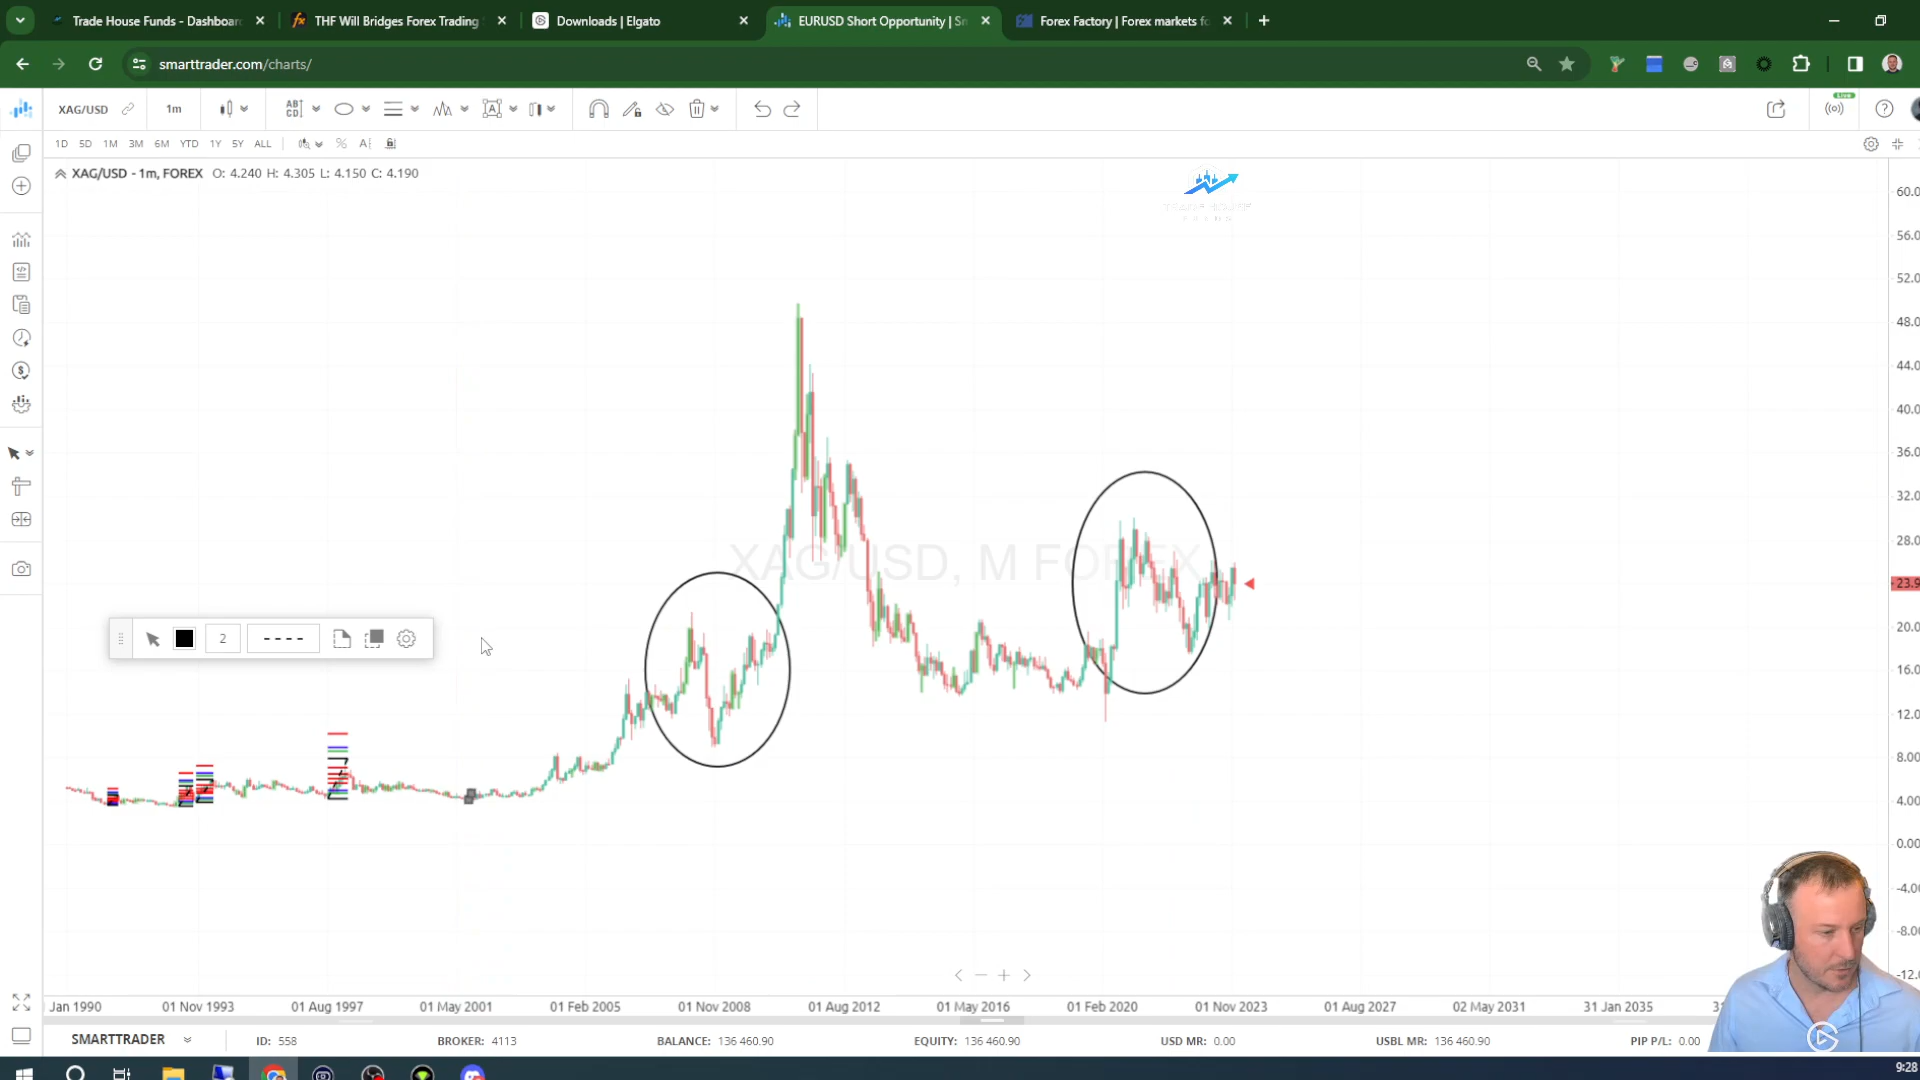 Trade House Funds - Dashboar
THF Will Bridges Forex Trading
Downloads | Elgato
EURUSD Short Opportunity | Sn
Forex Factory | Forex markets fo
smarttrader.com/charts/
XAG/USD
1m
AB
CD
A
Live
1D 5D 1M 3M 6M YTD 1Y 5Y ALL
%
XAG/USD - 1m, FOREX O: 4.240 H: 4.305 L: 4.150 C: 4.190
TRADE HOUSE
FUNDS
60.0
56.0
52.0
48.0
44.0
40.0
36.0
32.0
28.0
23.9
20.0
16.0
12.0
8.00
4.00
0.00
-4.00
-8.00
-12.0
XAG/USD, M FOREX
2
Jan 1990 01 Nov 1993 01 Aug 1997 01 May 2001 01 Feb 2005 01 Nov 2008 01 Aug 2012 01 May 2016 01 Feb 2020 01 Nov 2023 01 Aug 2027 02 May 2031 31 Jan 2035
SMARTTRADER ID: 558 BROKER: 4113 BALANCE: 136 460.90 EQUITY: 136 460.90 USD MR: 0.00 USBL MR: 136 460.90 PIP P/L: 0.00
9:28